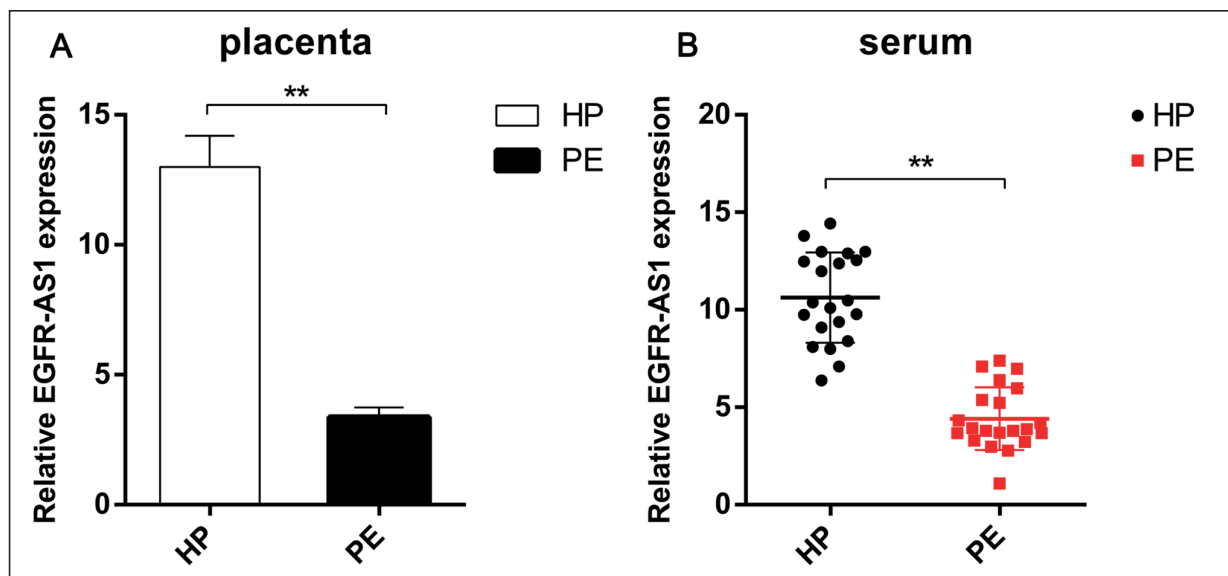 A placenta
**
HP
PE
Relative EGFR-AS1 expression
15
10
5
0
HP PE
B serum
**
HP
PE
Relative EGFR-AS1 expression
20
15
10
5
0
HP PE